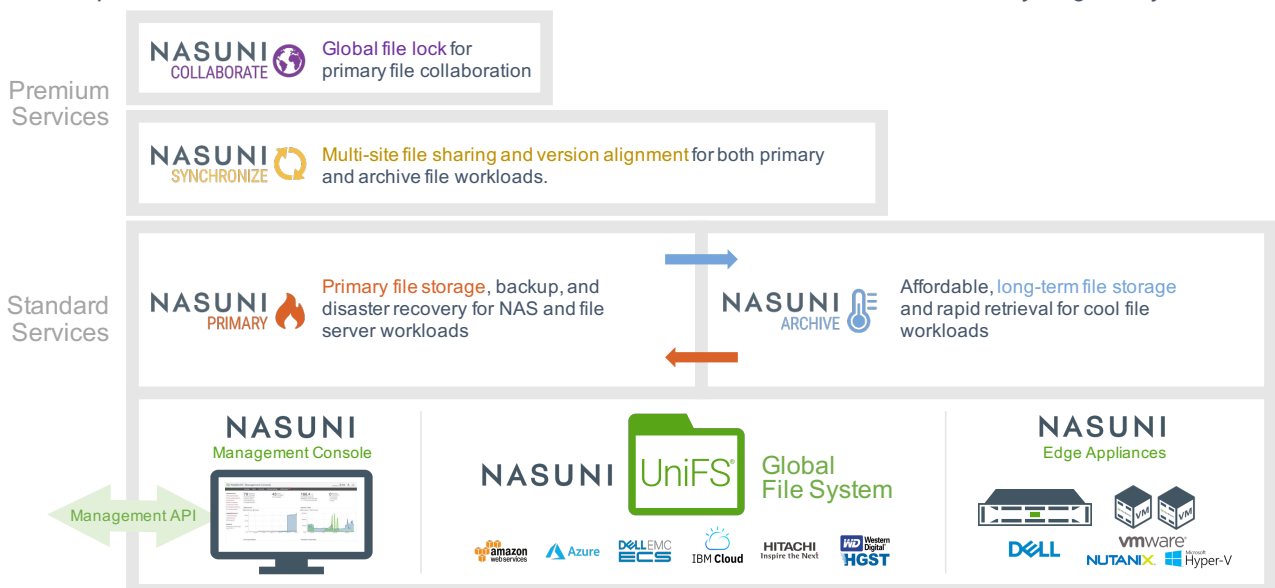 Premium
Services
NASUNI
COLLABORATE
Global file lock for
primary file collaboration
NASUNI
SYNCHRONIZE
Multi-site file sharing and version alignment for both primary
and archive file workloads.
Standard
Services
NASUNI
PRIMARY
Primary file storage, backup, and
disaster recovery for NAS and file
server workloads
NASUNI
ARCHIVE
Affordable, long-term file storage
and rapid retrieval for cool file
workloads
NASUNI
Management Console
Management API
NASUNI
UniFS®
Global
File System
amazon
web services
Azure
DELLEMC
ECS
IBM Cloud
HITACHI
Inspire the Next
WD Western
Digital
HGST
NASUNI
Edge Appliances
VM VM
DELL
vmware
NUTANIX
Microsoft
Hyper-V